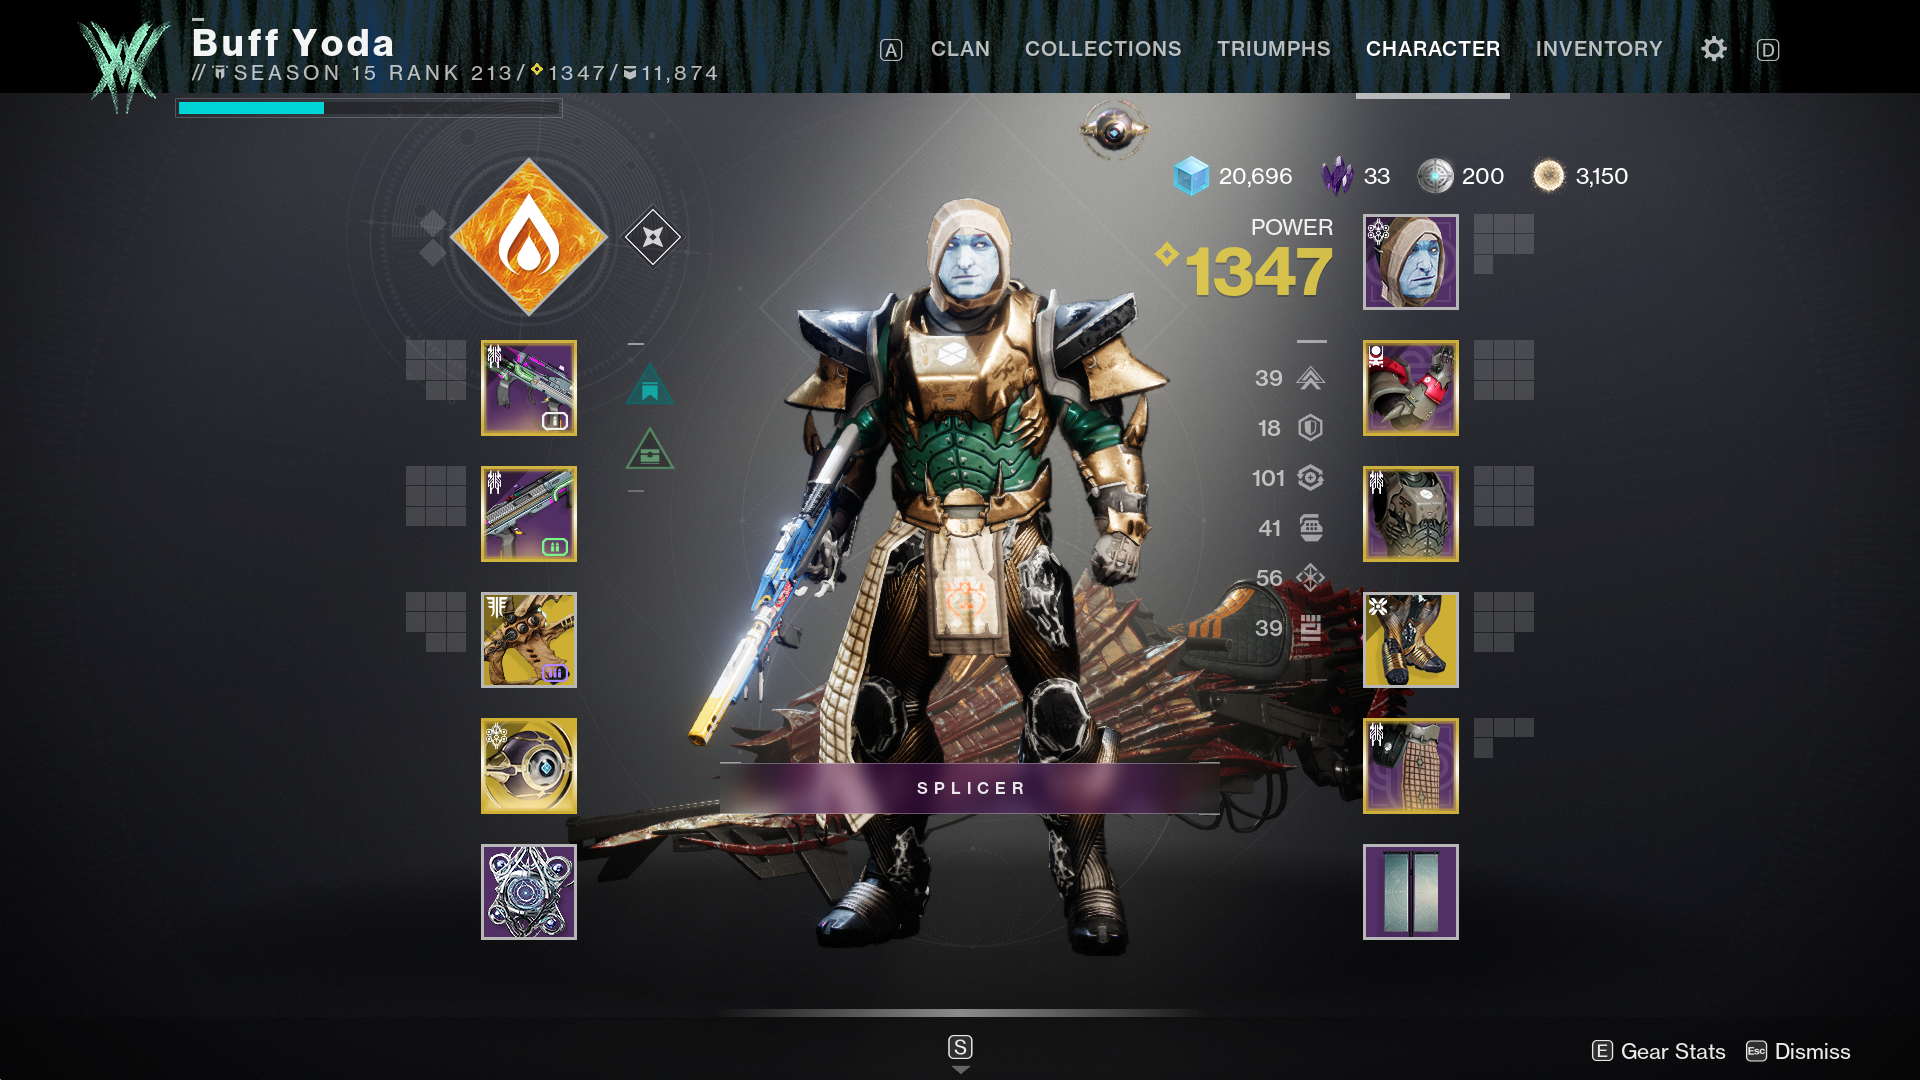 Buff Yoda
// SEASON 15 RANK 213/1347/11,874
A CLAN COLLECTIONS TRIUMPHS CHARACTER INVENTORY D
20,696 33 200 3,150
POWER
1347
39
18
101
41
56
39
SPLICER
S
E Gear Stats Esc Dismiss